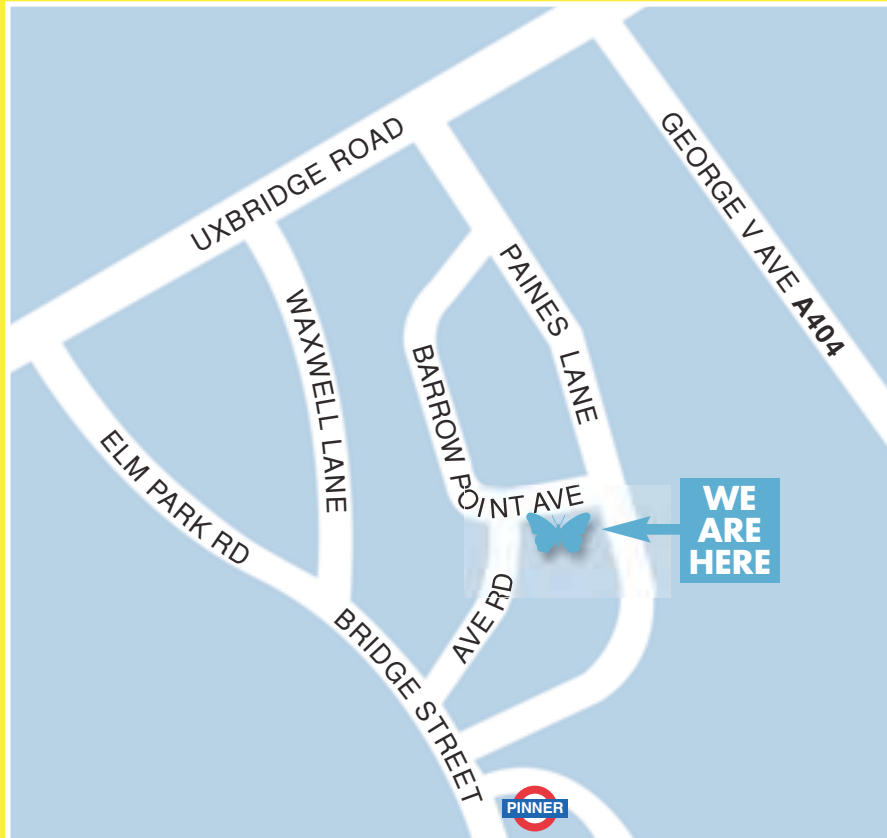 UXBRIDGE ROAD
GEORGE V AVE A404
PAINES LANE
WAXWELL LANE
BARROW POINT AVE
ELM PARK RD
WE
ARE
HERE
AVE RD
BRIDGE STREET
PINNER